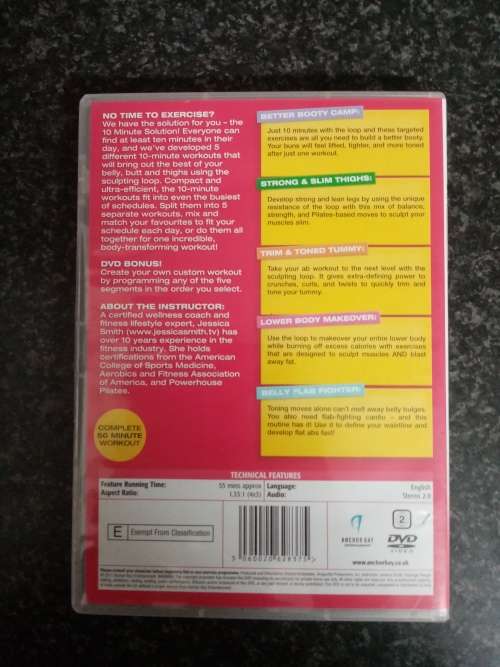 NO TIME TO EXERCISE?
We have the solution for you – the
10 Minute Solution! Everyone can
find at least ten minutes in their
day, and we've developed 5
different 10-minute workouts that
will bring out the best of your
belly, butt and thighs using the
sculpting loop. Compact and
ultra-efficient, the 10-minute
workouts fit into even the busiest
of schedules. Split them into 5
separate workouts, mix and
match your favourites to fit your
schedule each day, or do them all
together for one incredible,
body-transforming workout!
DVD BONUS!
Create your own custom workout
by programming any of the five
segments in the order you select.
ABOUT THE INSTRUCTOR:
A certified wellness coach and
fitness lifestyle expert, Jessica
Smith (www.jessicasmith.tv) has
over 10 years experience in the
fitness industry. She holds
certifications from the American
College of Sports Medicine,
Aerobics and Fitness Association
of America, and Powerhouse
Pilates.
COMPLETE
50 MINUTE
WORKOUT
BETTER BOOTY CAMP:
Just 10 minutes with the loop and these targeted
exercises are all you need to build a better booty.
Your buns will feel lifted, tighter, and more toned
after just one workout.
STRONG & SLIM THIGHS:
Develop strong and lean legs by using the unique
resistance of the loop with this mix of balance,
strength, and Pilates-based moves to sculpt your
muscles slim.
TRIM & TONED TUMMY:
Take your ab workout to the next level with the
sculpting loop. It gives extra-defining power to
crunches, curls, and twists to quickly trim and
tone your tummy.
LOWER BODY MAKEOVER:
Use the loop to makeover your entire lower body
while burning off excess calories with exercises
that are designed to sculpt muscles AND blast
away fat.
BELLY FLAB FIGHTER:
Toning moves alone can't melt away belly bulges.
You also need flab-fighting cardio – and this
routine has it! Use it to define your waistline and
develop flat abs fast!
TECHNICAL FEATURES
Feature Running Time: 55 mins approx
Aspect Ratio: 1.33:1 (4x3)
Language: English
Audio: Stereo 2.0
E Exempt From Classification
ANCHOR BAY
2
DVD
VIDEO
www.anchorbay.co.uk